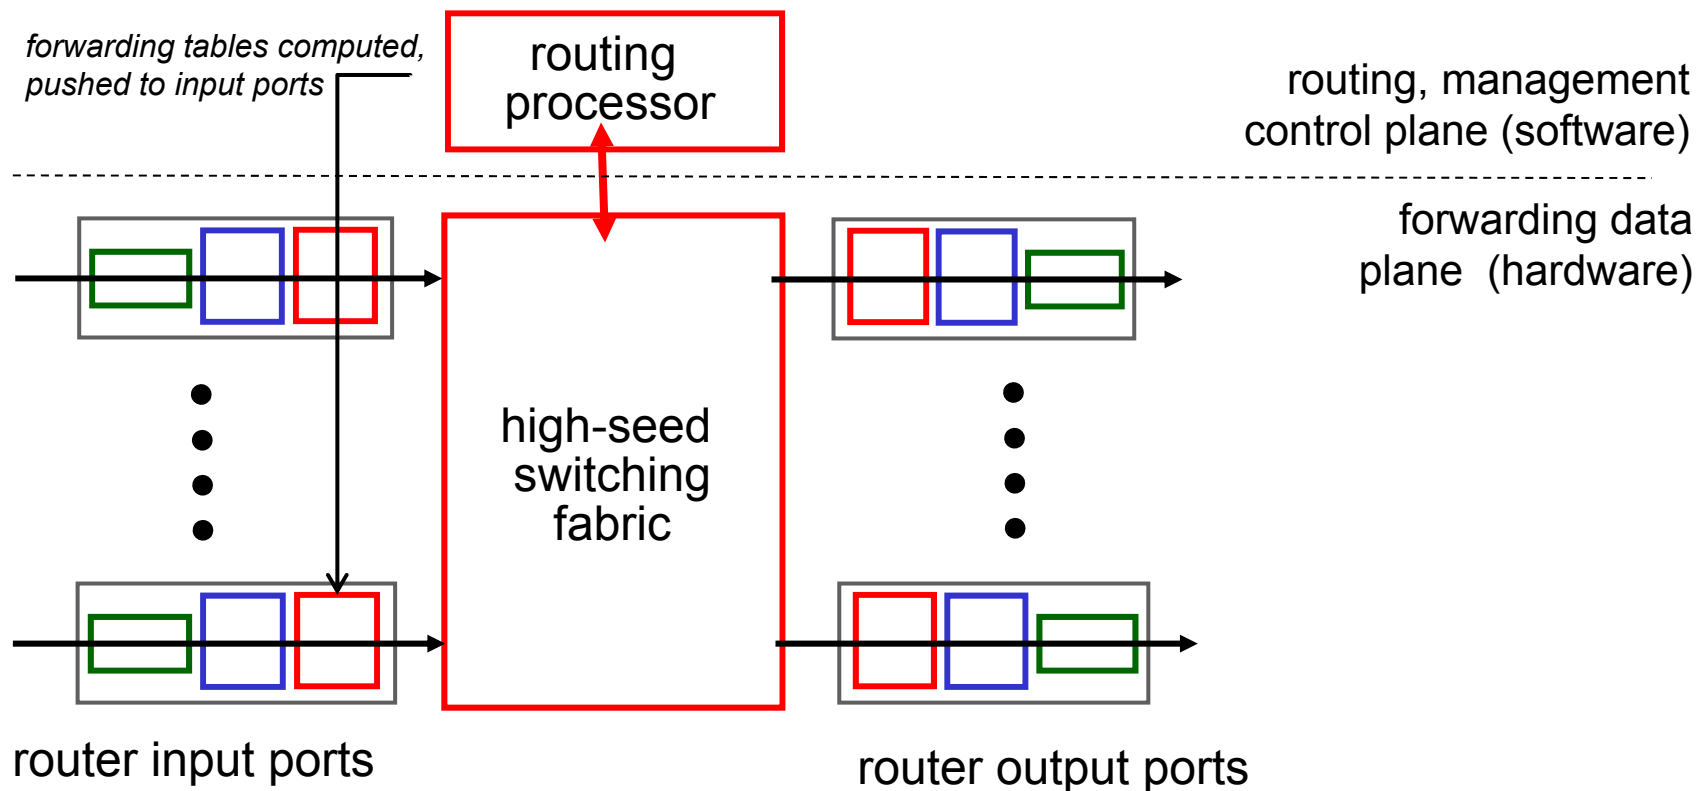 forwarding tables computed,
pushed to input ports
routing
processor
routing, management
control plane (software)
forwarding data
plane (hardware)
high-seed
switching
fabric
router input ports
router output ports